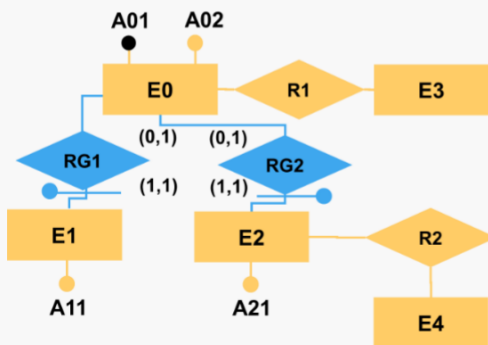 A01 A02
E0 R1 E3
(0,1) (0,1)
RG1 RG2
(1,1) (1,1)
E1 E2 R2
A11 A21 E4